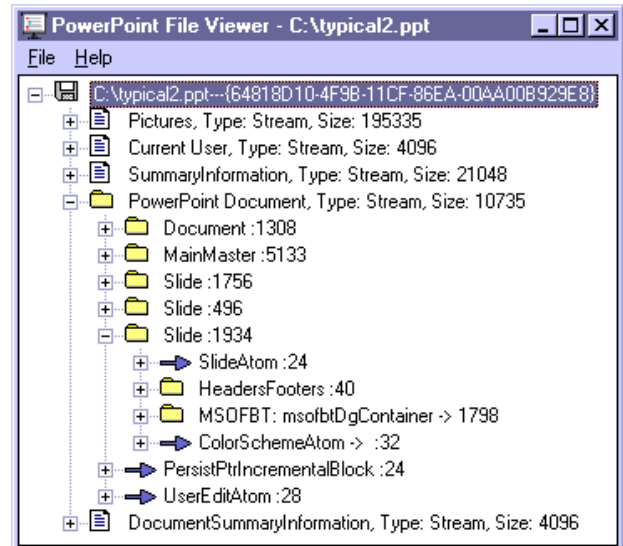 PowerPoint File Viewer - C:\typical2.ppt
File Help
C:\typical2.ppt---{64818D10-4F9B-11CF-86EA-00AA00B929E8}
Pictures, Type: Stream, Size: 195335
Current User, Type: Stream, Size: 4096
SummaryInformation, Type: Stream, Size: 21048
PowerPoint Document, Type: Stream, Size: 10735
Document :1308
MainMaster :5133
Slide :1756
Slide :496
Slide :1934
SlideAtom :24
HeadersFooters :40
MSOFBT: msofbtDgContainer -> 1798
ColorSchemeAtom -> :32
PersistPtrIncrementalBlock :24
UserEditAtom :28
DocumentSummaryInformation, Type: Stream, Size: 4096